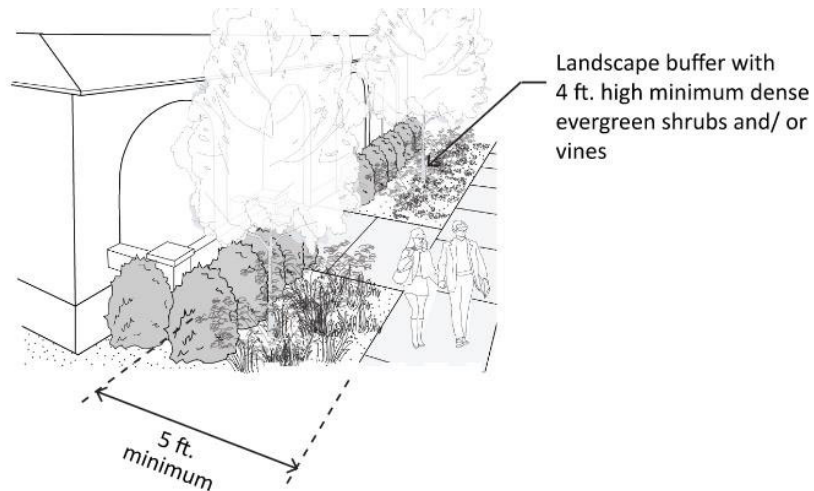 Landscape buffer with
4 ft. high minimum dense
evergreen shrubs and/ or
vines
5 ft.
minimum